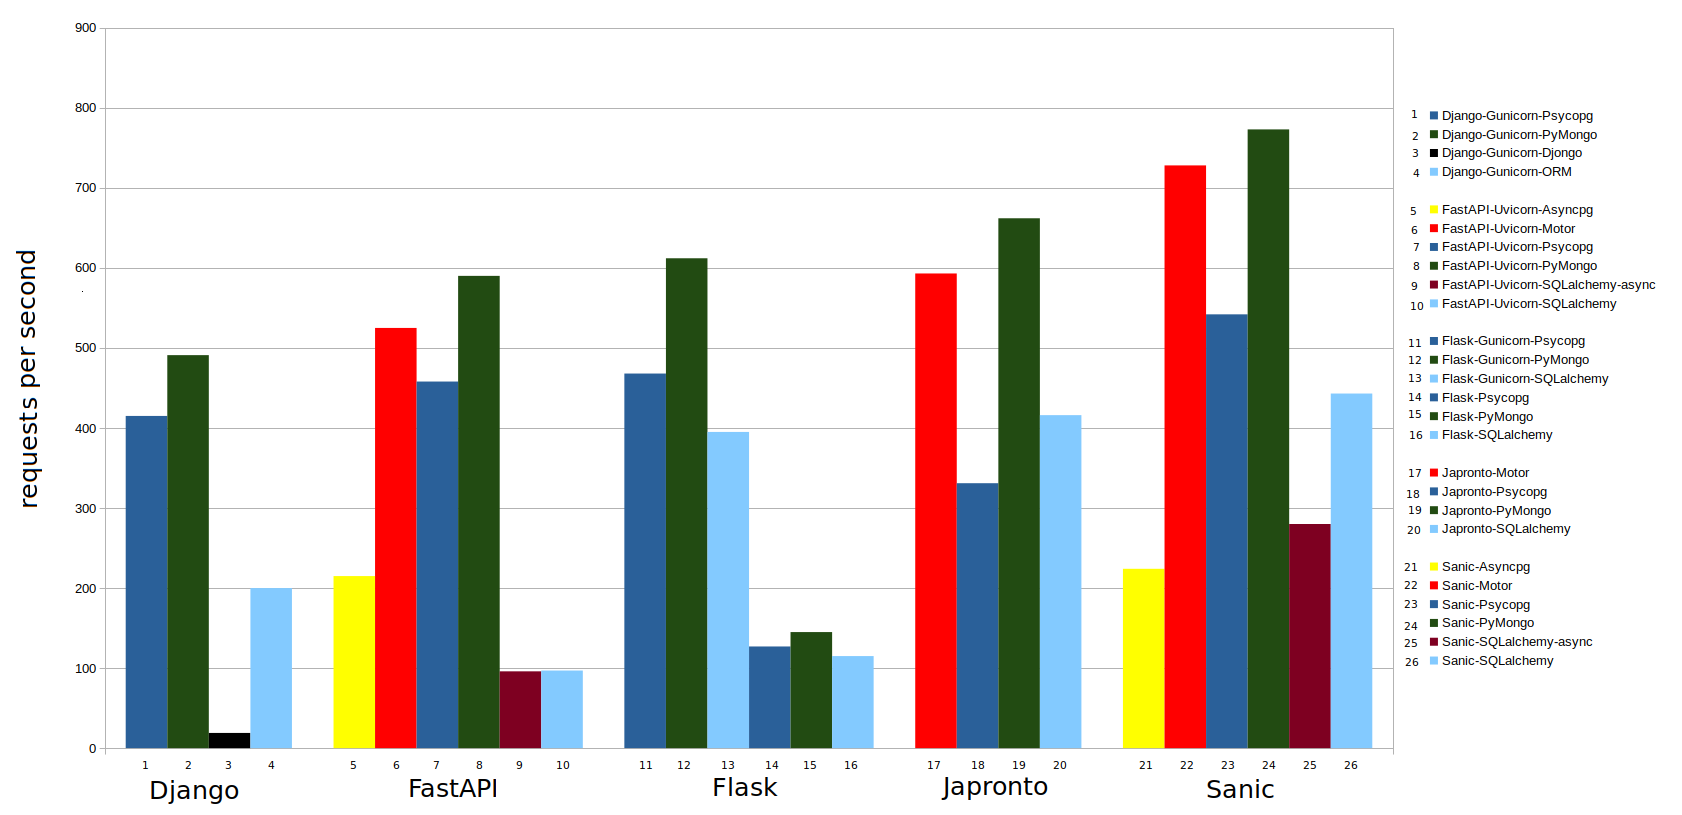 900
800
700
600
500
400
300
200
100
0
requests per second
1 2 3 4 5 6 7 8 9 10 11 12 13 14 15 16 17 18 19 20 21 22 23 24 25 26
Django FastAPI Flask Japronto Sanic
1 Django-Gunicorn-Psycopg
2 Django-Gunicorn-PyMongo
3 Django-Gunicorn-Djongo
4 Django-Gunicorn-ORM
5 FastAPI-Uvicorn-Asyncpg
6 FastAPI-Uvicorn-Motor
7 FastAPI-Uvicorn-Psycopg
8 FastAPI-Uvicorn-PyMongo
9 FastAPI-Uvicorn-SQLalchemy-async
10 FastAPI-Uvicorn-SQLalchemy
11 Flask-Gunicorn-Psycopg
12 Flask-Gunicorn-PyMongo
13 Flask-Gunicorn-SQLalchemy
14 Flask-Psycopg
15 Flask-PyMongo
16 Flask-SQLalchemy
17 Japronto-Motor
18 Japronto-Psycopg
19 Japronto-PyMongo
20 Japronto-SQLalchemy
21 Sanic-Asyncpg
22 Sanic-Motor
23 Sanic-Psycopg
24 Sanic-PyMongo
25 Sanic-SQLalchemy-async
26 Sanic-SQLalchemy